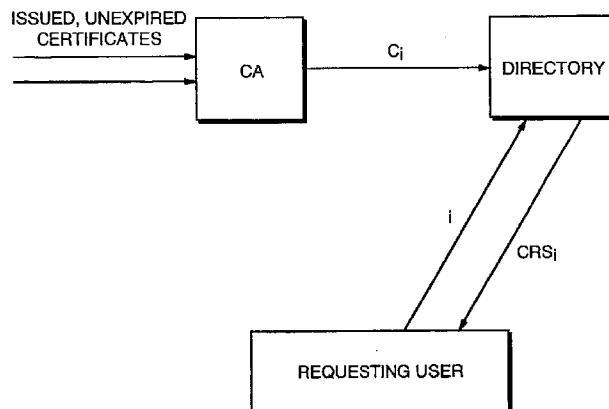 ISSUED, UNEXPIRED
CERTIFICATES
CA
Ci
DIRECTORY
i
CRSi
REQUESTING USER